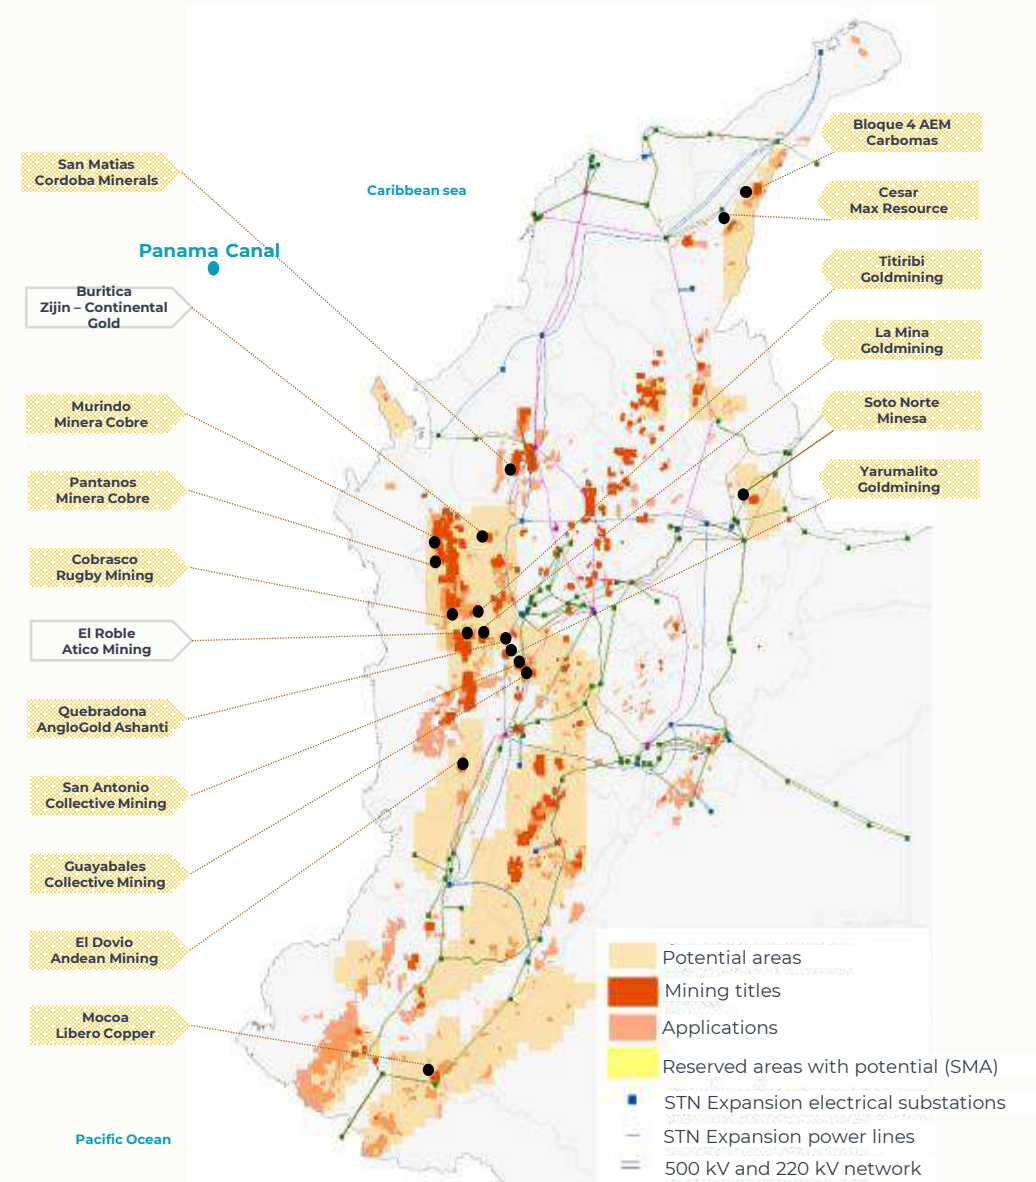 Bloque 4 AEM
Carbomas
San Matias
Cordoba Minerals
Caribbean sea
Cesar
Max Resource
Panama Canal
Titiribi
Goldmining
Buritica
Zijin – Continental
Gold
La Mina
Goldmining
Murindo
Minera Cobre
Soto Norte
Minesa
Pantanos
Minera Cobre
Yarumalito
Goldmining
Cobrasco
Rugby Mining
El Roble
Atico Mining
Quebradona
AngloGold Ashanti
San Antonio
Collective Mining
Guayabales
Collective Mining
El Dovio
Andean Mining
Mocoa
Libero Copper
Pacific Ocean
Potential areas
Mining titles
Applications
Reserved areas with potential (SMA)
STN Expansion electrical substations
STN Expansion power lines
500 kV and 220 kV network